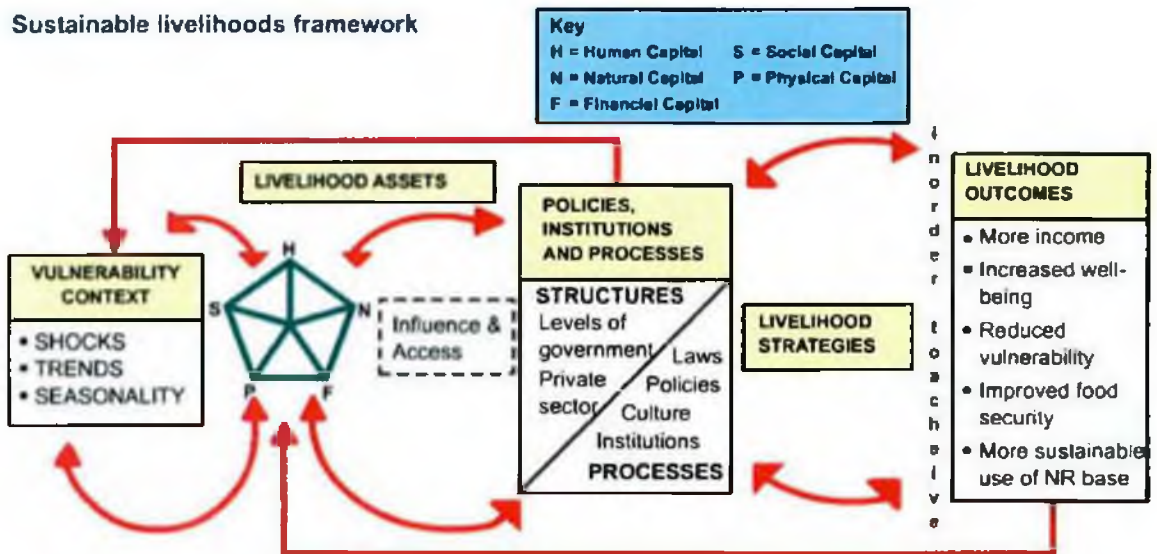 Sustainable livelihoods framework
Key
H = Human Capital S = Social Capital
N = Natural Capital P = Physical Capital
F = Financial Capital
LIVELIHOOD ASSETS
VULNERABILITY
CONTEXT
• SHOCKS
• TRENDS
• SEASONALITY
H
S
N
P
F
Influence &
Access
POLICIES,
INSTITUTIONS
AND PROCESSES
STRUCTURES
Levels of
government
Private
sector
Laws
Policies
Culture
Institutions
PROCESSES
LIVELIHOOD
STRATEGIES
in order to achieve
LIVELIHOOD
OUTCOMES
• More income
• Increased well-
being
• Reduced
vulnerability
• Improved food
security
• More sustainable
use of NR base